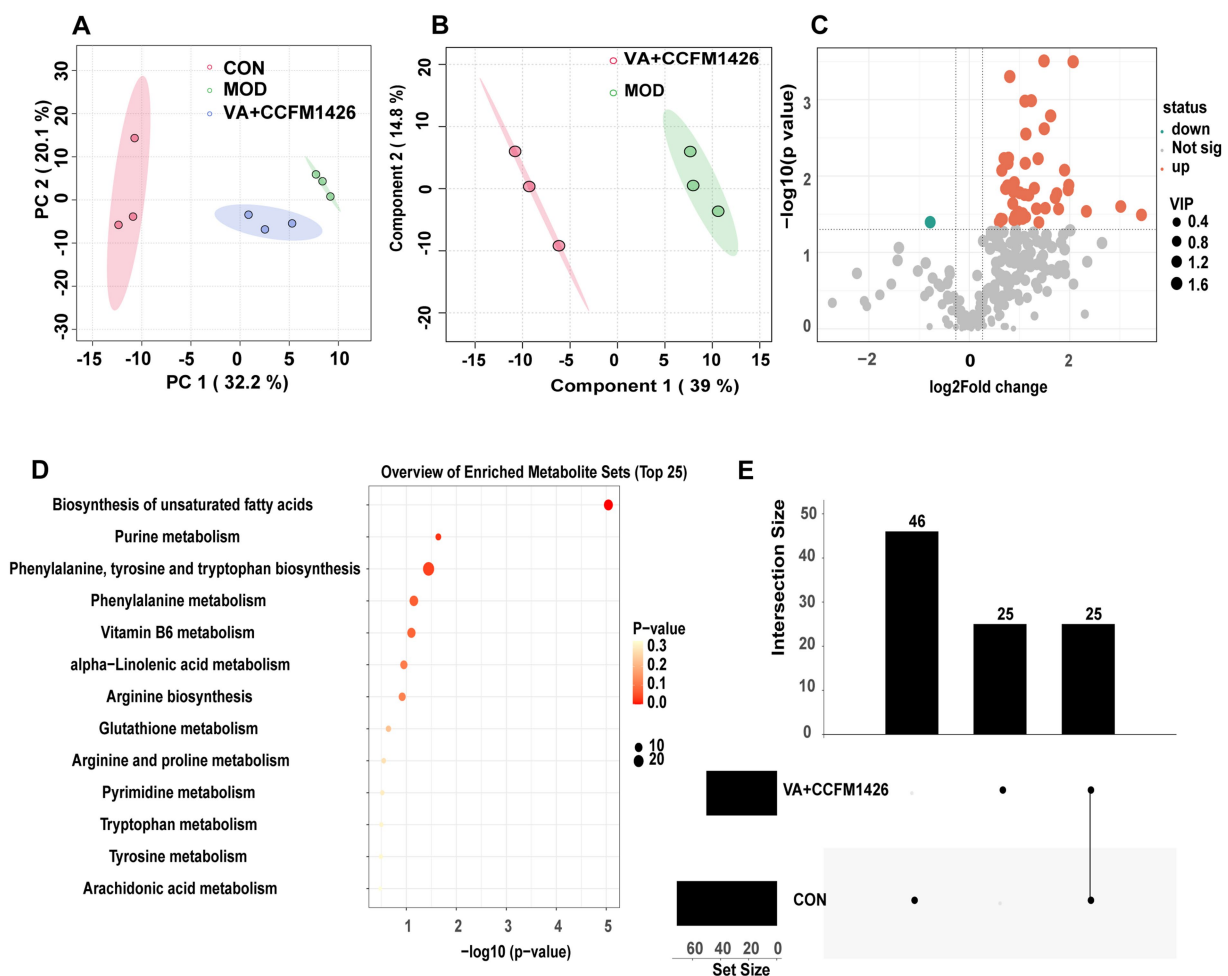 A
CON
MOD
VA+CCFM1426
PC 2 ( 20.1 %)
30
20
10
0
-10
-20
-30
-15
-10
0
5
10
PC 1 ( 32.2 %)
B
VA+CCFM1426
MOD
Component 2 ( 14.8 %)
20
10
0
-10
-20
-15
-10
-5
0
5
10
15
Component 1 ( 39 %)
C
−log10(p value)
3
2
1
0
−2
0
2
log2Fold change
status
down
Not sig
up
VIP
0.4
0.8
1.2
1.6
D
Overview of Enriched Metabolite Sets (Top 25)
Biosynthesis of unsaturated fatty acids
Purine metabolism
Phenylalanine, tyrosine and tryptophan biosynthesis
Phenylalanine metabolism
Vitamin B6 metabolism
alpha−Linolenic acid metabolism
Arginine biosynthesis
Glutathione metabolism
Arginine and proline metabolism
Pyrimidine metabolism
Tryptophan metabolism
Tyrosine metabolism
Arachidonic acid metabolism
1
2
3
4
5
−log10 (p−value)
P−value
0.3
0.2
0.1
0.0
10
20
E
Intersection Size
50
40
30
20
10
0
46
25
25
VA+CCFM1426
CON
60 40 20 0
Set Size